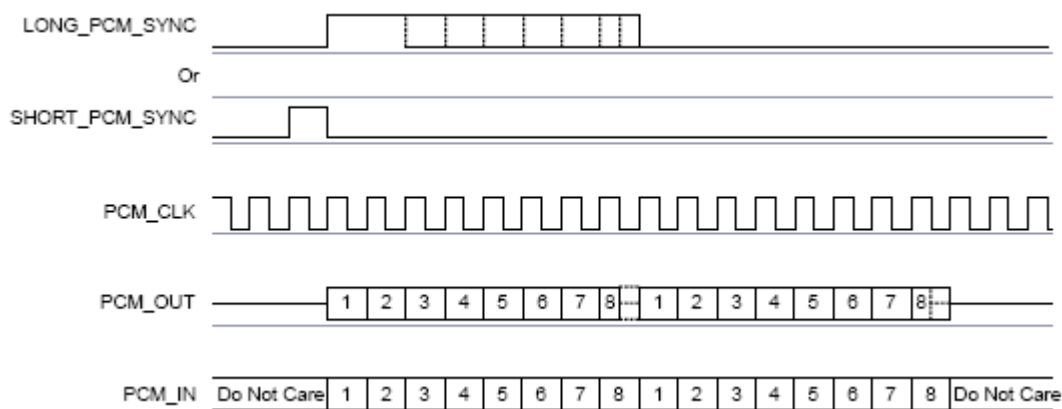 LONG_PCM_SYNC
Or
SHORT_PCM_SYNC
PCM_CLK
PCM_OUT 1 2 3 4 5 6 7 8 1 2 3 4 5 6 7 8
PCM_IN Do Not Care 1 2 3 4 5 6 7 8 1 2 3 4 5 6 7 8 Do Not Care